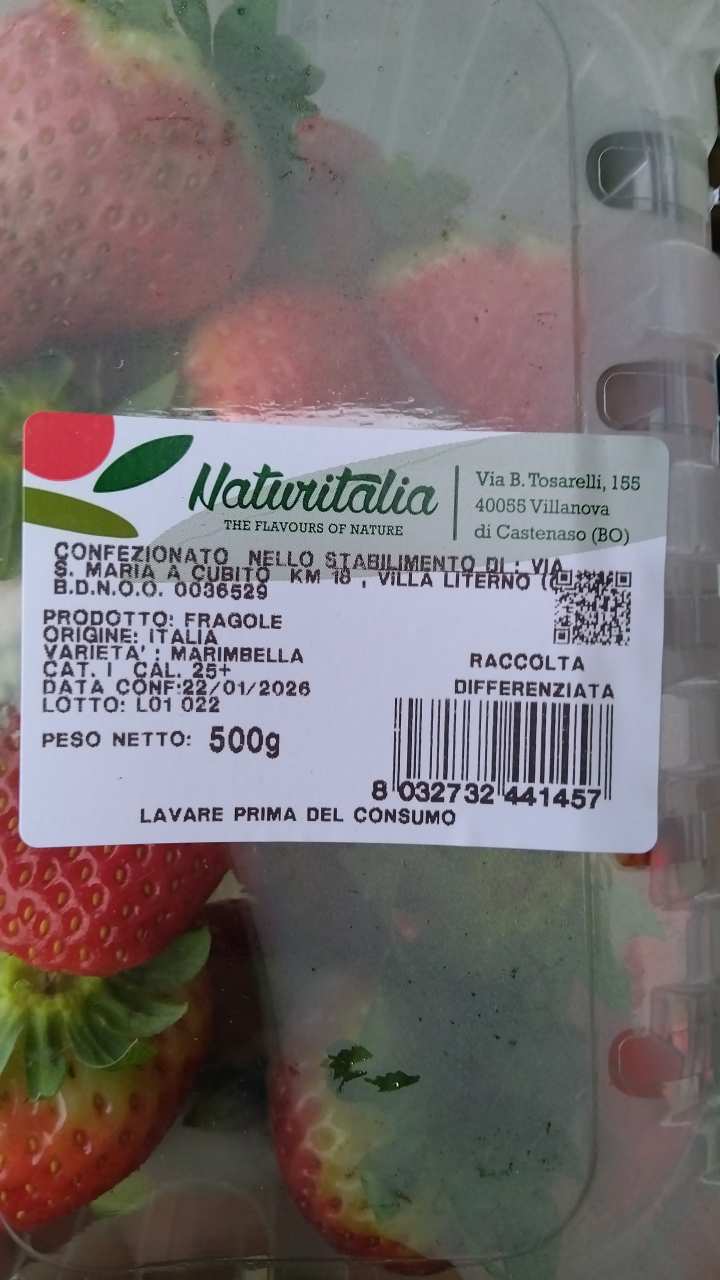 Naturitalia
THE FLAVOURS OF NATURE
Via B. Tosarelli, 155
40055 Villanova
di Castenaso (BO)
CONFEZIONATO NELLO STABILIMENTO DI : VIA
S. MARIA A CUBITO KM 18 , VILLA LITERNO
B.D.N.O.O. 0036529
PRODOTTO: FRAGOLE
ORIGINE: ITALIA
VARIETA' : MARIMBELLA
CAT. I CAL. 25+
DATA CONF:22/01/2026
LOTTO: L01 022
PESO NETTO: 500g
RACCOLTA
DIFFERENZIATA
8 032732 441457
LAVARE PRIMA DEL CONSUMO